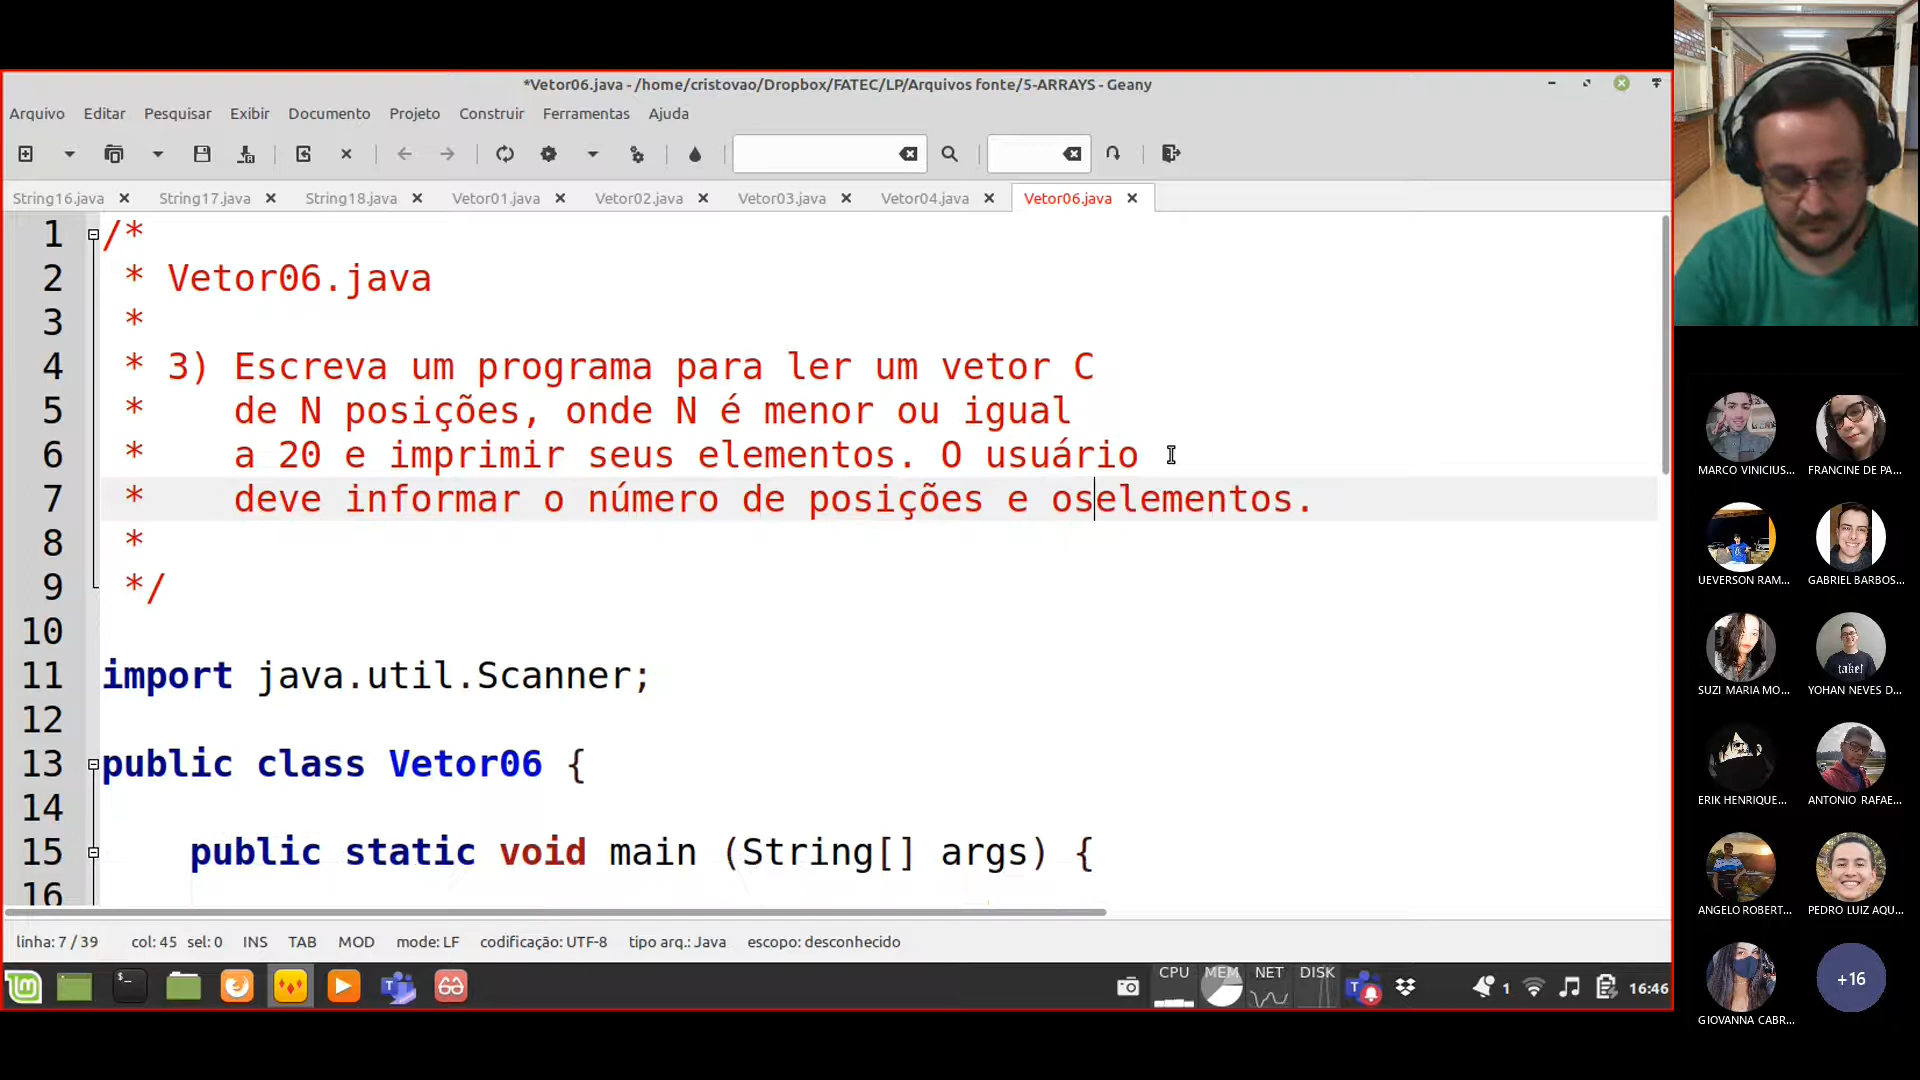 *Vetor06.java - /home/cristovao/Dropbox/FATEC/LP/Arquivos fonte/5-ARRAYS - Geany
Arquivo Editar Pesquisar Exibir Documento Projeto Construir Ferramentas Ajuda
String16.java String17.java String18.java Vetor01.java Vetor02.java Vetor03.java Vetor04.java Vetor06.java
1 /*
2 * Vetor06.java
3 *
4 * 3) Escreva um programa para ler um vetor C
5 * de N posições, onde N é menor ou igual
6 * a 20 e imprimir seus elementos. O usuário
7 * deve informar o número de posições e oselementos.
8 *
9 */
10
11 import java.util.Scanner;
12
13 public class Vetor06 {
14
15 public static void main (String[] args) {
16
linha: 7 / 39 col: 45 sel: 0 INS TAB MOD mode: LF codificação: UTF-8 tipo arq.: Java escopo: desconhecido
CPU MEM NET DISK 1 16:46
MARCO VINICIUS... FRANCINE DE PA...
UEVERSON RAM... GABRIEL BARBOS...
takei
SUZI MARIA MO... YOHAN NEVES D...
ERIK HENRIQUE... ANTONIO RAFAE...
ANGELO ROBERT... PEDRO LUIZ AQU...
+16
GIOVANNA CABR...